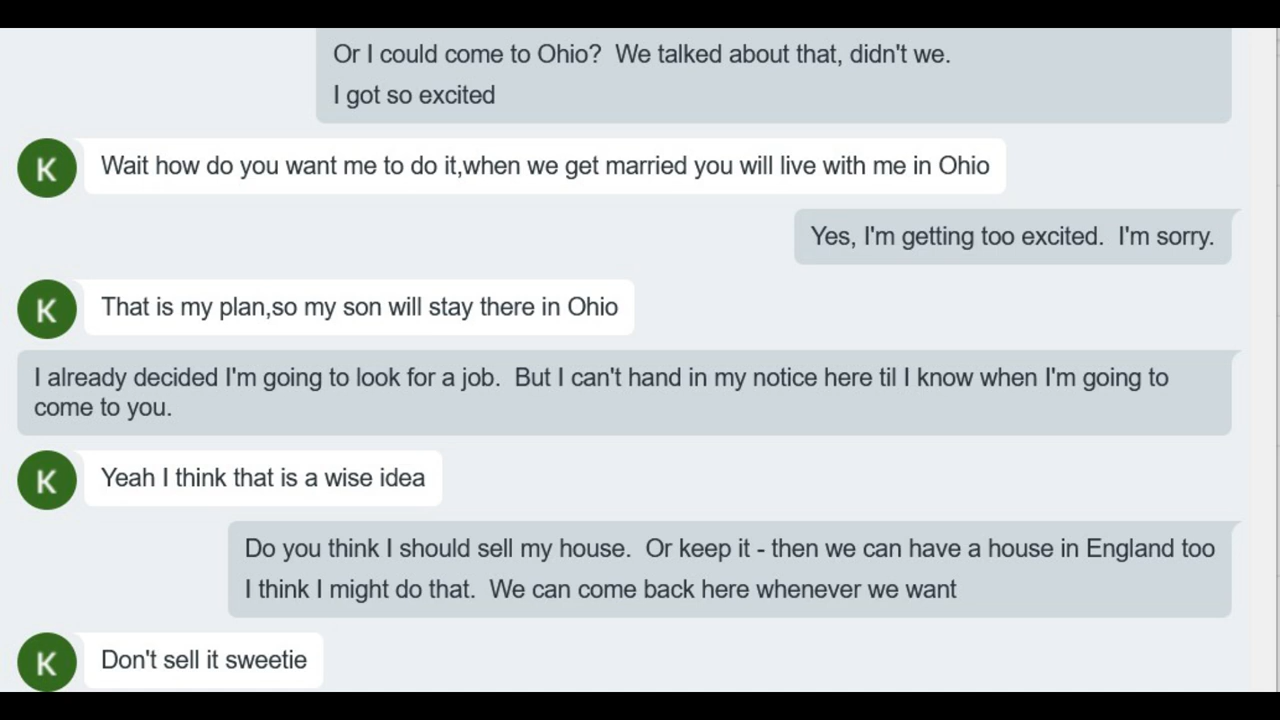 Or I could come to Ohio?  We talked about that, didn't we.
I got so excited
K
Wait how do you want me to do it,when we get married you will live with me in Ohio
Yes, I'm getting too excited.  I'm sorry.
K
That is my plan,so my son will stay there in Ohio
I already decided I'm going to look for a job.  But I can't hand in my notice here til I know when I'm going to
come to you.
K
Yeah I think that is a wise idea
Do you think I should sell my house.  Or keep it - then we can have a house in England too
I think I might do that.  We can come back here whenever we want
K
Don't sell it sweetie